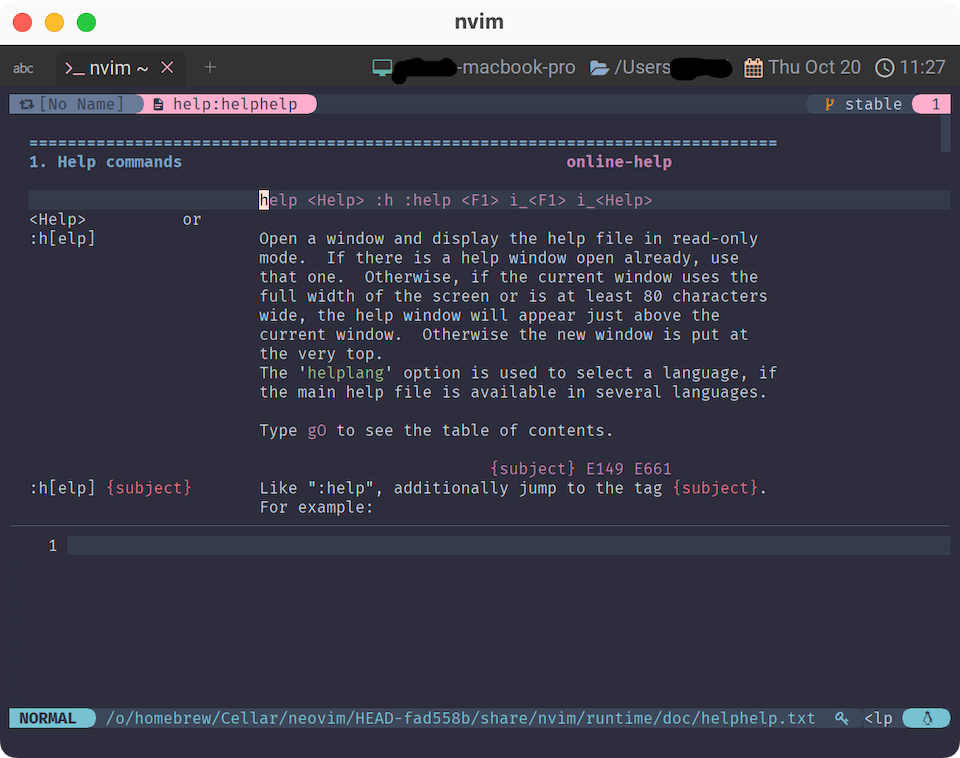 nvim
abc >_ nvim ~ × + -macbook-pro /Users Thu Oct 20 11:27
[No Name] help:helphelp stable 1
==============================================================================
1. Help commands online-help
help <Help> :h :help <F1> i_<F1> i_<Help>
<Help> or
:h[elp] Open a window and display the help file in read-only
mode. If there is a help window open already, use
that one. Otherwise, if the current window uses the
full width of the screen or is at least 80 characters
wide, the help window will appear just above the
current window. Otherwise the new window is put at
the very top.
The 'helplang' option is used to select a language, if
the main help file is available in several languages.
Type gO to see the table of contents.
{subject} E149 E661
:h[elp] {subject} Like ":help", additionally jump to the tag {subject}.
For example:
1
NORMAL /o/homebrew/Cellar/neovim/HEAD-fad558b/share/nvim/runtime/doc/helphelp.txt <lp